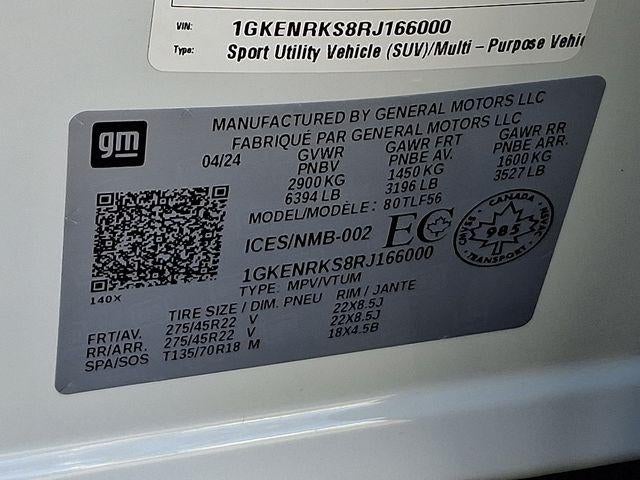 VIN: 1GKENRKS8RJ166000
Type: Sport Utility Vehicle (SUV)/Multi - Purpose Vehic
gm
MANUFACTURED BY GENERAL MOTORS LLC
FABRIQUÉ PAR GENERAL MOTORS LLC
04/24 GVWR GAWR FRT GAWR RR
PNBV PNBE AV. PNBE ARR.
2900 KG 1450 KG 1600 KG
6394 LB 3196 LB 3527 LB
MODEL/MODÈLE: 80TLF56
ICES/NMB-002 EC
CANADA
985
TRANSPORT
1GKENRKS8RJ166000
140X
TYPE: MPV/VTUM
TIRE SIZE / DIM. PNEU RIM / JANTE
FRT/AV. 275/45R22 V 22X8.5J
RR/ARR. 275/45R22 V 22X8.5J
SPA/SOS T135/70R18 M 18X4.5B